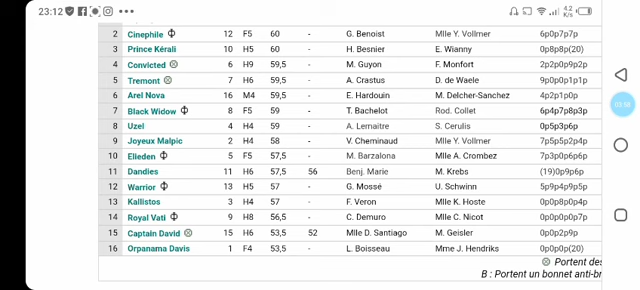 23:12 4.2 K/s
2 Cinephile 12 F5 60 - G. Benoist Mlle Y. Vollmer 6p0p7p7p
3 Prince Kérali 10 H5 60 - H. Besnier E. Wianny 0p8p8p(20)
4 Convicted 6 H9 59,5 - M. Guyon F. Monfort 2p2p0p9p2p
5 Tremont 7 H6 59,5 - A. Crastus D. de Waele 9p0p0p1p1p
6 Arel Nova 16 M4 59,5 - E. Hardouin M. Delcher-Sanchez 4p2p1p0p
7 Black Widow 8 F5 59 - T. Bachelot Rod. Collet 6p4p7p8p3p
8 Uzel 4 H4 59 - A. Lemaitre S. Cerulis 0p5p3p6p
9 Joyeux Malpic 2 H4 58 - V. Cheminaud Mlle Y. Vollmer 7p5p5p2p4p
10 Elieden 5 F5 57,5 - M. Barzalona Mlle A. Crombez 7p3p0p6p6p
11 Dandies 11 H6 57,5 56 Benj. Marie M. Krebs (19)0p9p6p
12 Warrior 13 H5 57 - G. Mossé U. Schwinn 5p9p4p9p5p
13 Kallistos 3 H4 57 - F. Veron Mlle K. Hoste 0p0p8p0p4p
14 Royal Vati 9 H8 56,5 - C. Demuro Mlle C. Nicot 0p0p0p0p7p
15 Captain David 15 H6 53,5 52 Mlle D. Santiago M. Geisler 0p0p2p9p
16 Orpanama Davis 1 F4 53,5 - L. Boisseau Mme J. Hendriks 0p0p0p(20)
Portent des
B : Portent un bonnet anti-br